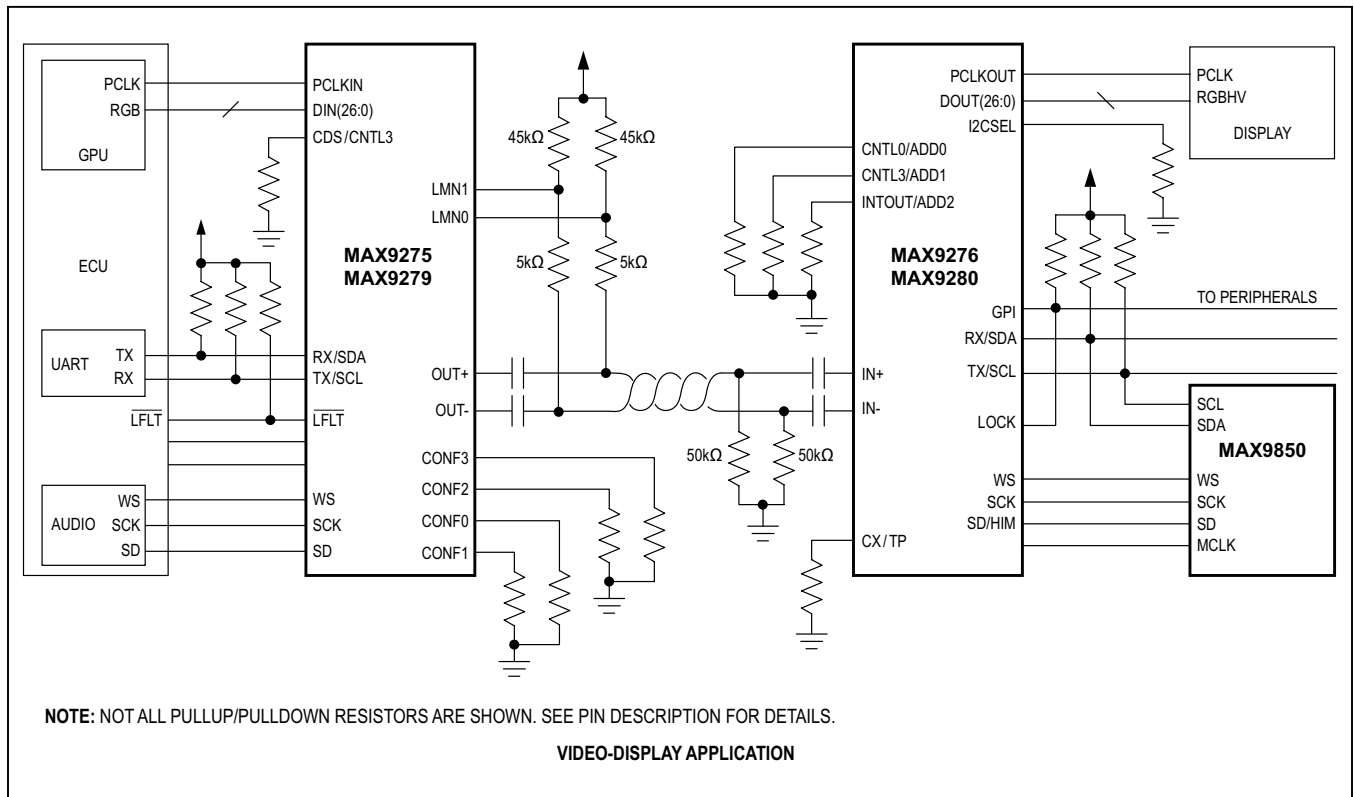 PCLK
RGB
GPU
ECU
UART
TX
RX
LFLT
AUDIO
WS
SCK
SD
PCLKIN
DIN(26:0)
CDS/CNTL3
MAX9275
MAX9279
RX/SDA
TX/SCL
LFLT
WS
SCK
SD
LMN1
LMN0
OUT+
OUT-
CONF3
CONF2
CONF0
CONF1
45kΩ
45kΩ
5kΩ
5kΩ
50kΩ
50kΩ
CNTL0/ADD0
CNTL3/ADD1
INTOUT/ADD2
MAX9276
MAX9280
IN+
IN-
CX/TP
PCLKOUT
DOUT(26:0)
I2CSEL
GPI
RX/SDA
TX/SCL
LOCK
WS
SCK
SD/HIM
PCLK
RGBHV
DISPLAY
TO PERIPHERALS
SCL
SDA
MAX9850
WS
SCK
SD
MCLK
NOTE: NOT ALL PULLUP/PULLDOWN RESISTORS ARE SHOWN. SEE PIN DESCRIPTION FOR DETAILS.
VIDEO-DISPLAY APPLICATION